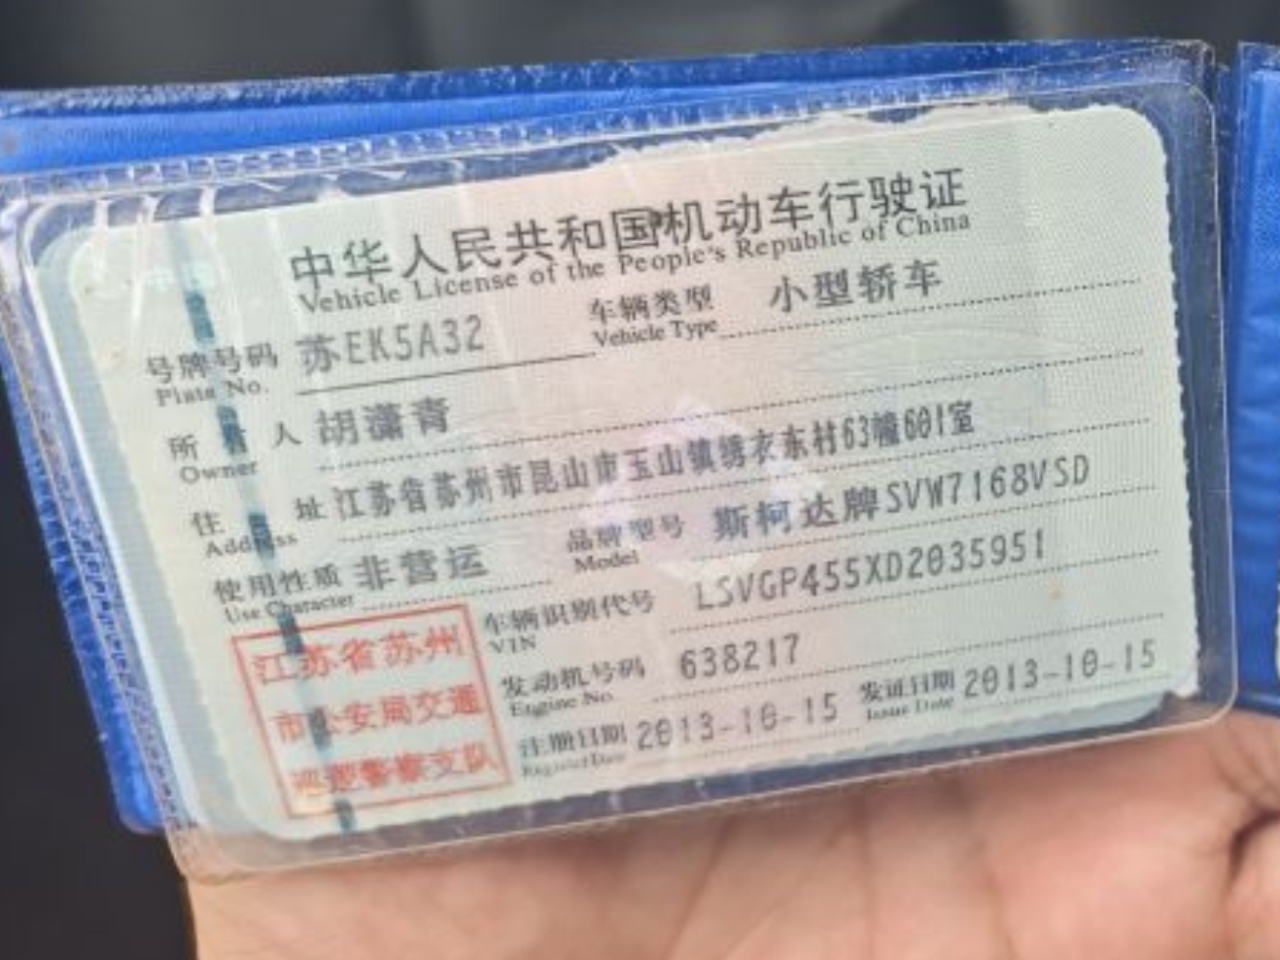 中华人民共和国机动车行驶证
Vehicle License of the People's Republic of China
号牌号码 苏EK5A32 车辆类型 小型轿车
Plate No. Vehicle Type
所有人 胡潇青
Owner
住址 江苏省苏州市昆山市玉山镇绣衣东村63幢601室
Address
使用性质 非营运 品牌型号 斯柯达牌SVW7168VSD
Use Character Model
车辆识别代号 LSVGP455XD2035951
VIN
发动机号码 638217
Engine No.
注册日期 2013-10-15 发证日期 2013-10-15
Register Date Issue Date
江苏省苏州
市公安局交通
巡逻警察支队